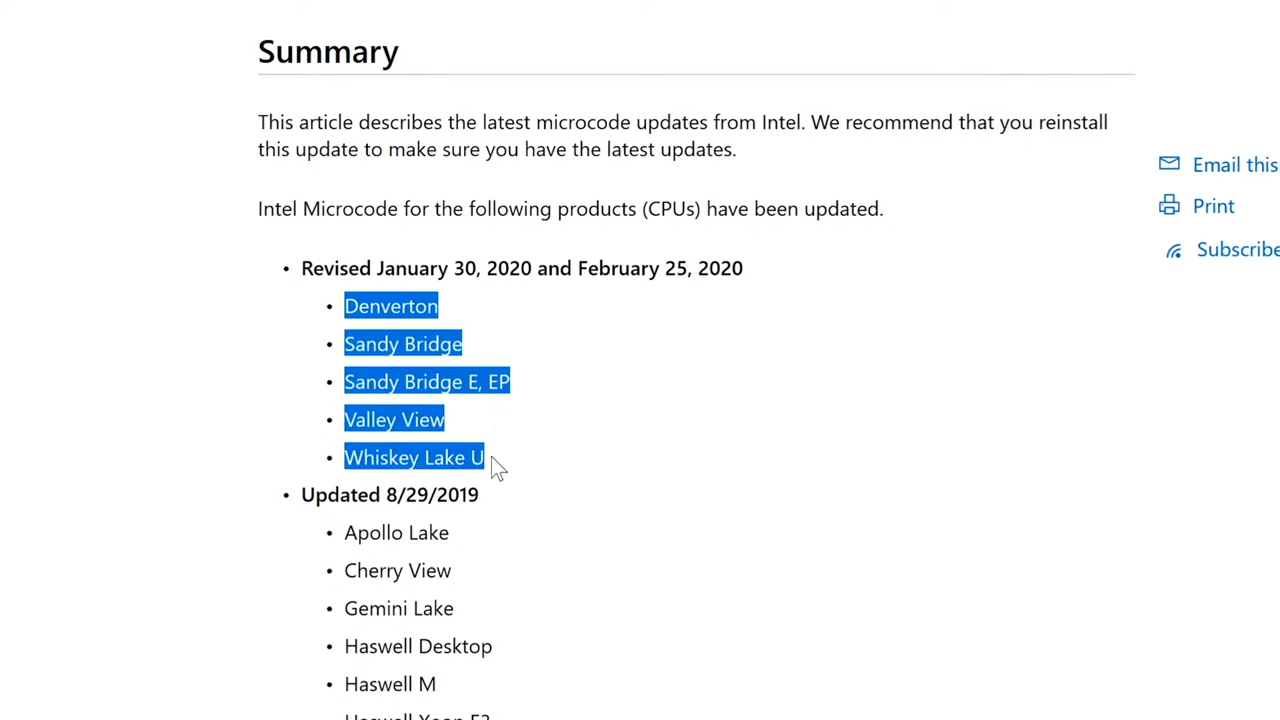 Summary
This article describes the latest microcode updates from Intel. We recommend that you reinstall
this update to make sure you have the latest updates.
Email this
Print
Subscribe
Intel Microcode for the following products (CPUs) have been updated.
• Revised January 30, 2020 and February 25, 2020
• Denverton
• Sandy Bridge
• Sandy Bridge E, EP
• Valley View
• Whiskey Lake U
• Updated 8/29/2019
• Apollo Lake
• Cherry View
• Gemini Lake
• Haswell Desktop
• Haswell M
• Haswell Xeon E3